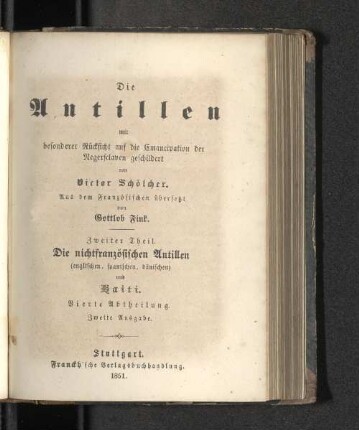 Die
Antillen
mit
besonderer Rücksicht auf die Emancipation der
Negersclaven geschildert
von
Victor Schölcher.
Aus dem Französischen übersetzt
von
Gottlob Fink.
Zweiter Theil.
Die nichtfranzösischen Antillen
(englischen, spanischen, dänischen)
und
Haiti.
Vierte Abtheilung.
Zweite Ausgabe.
Stuttgart.
Franckh'sche Verlagsbuchhandlung.
1851.